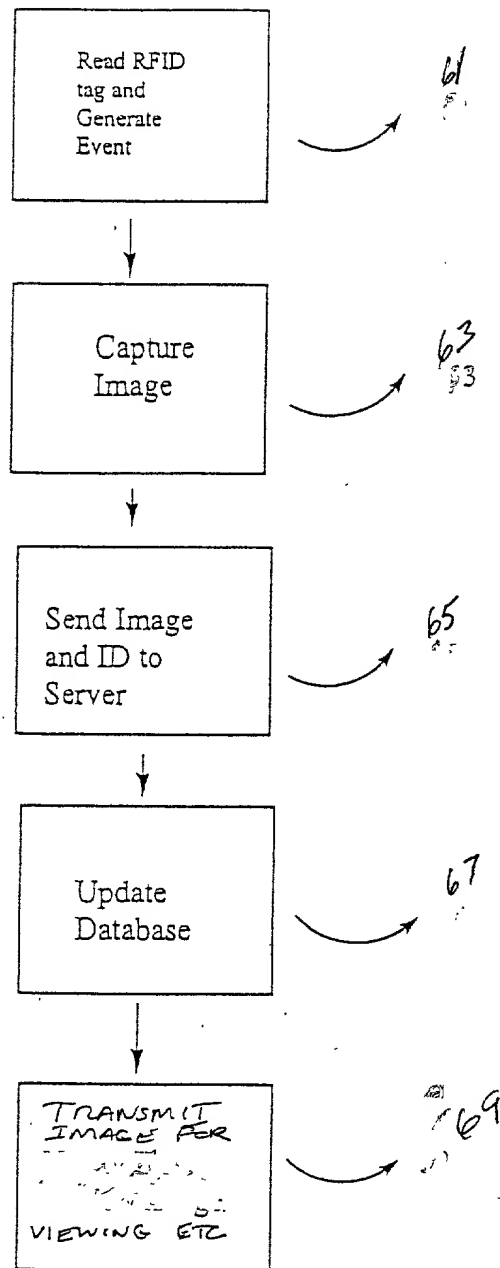 Read RFID
tag and
Generate
Event
61
Capture
Image
63
Send Image
and ID to
Server
65
Update
Database
67
TRANSMIT
IMAGE FOR
VIEWING ETC
69